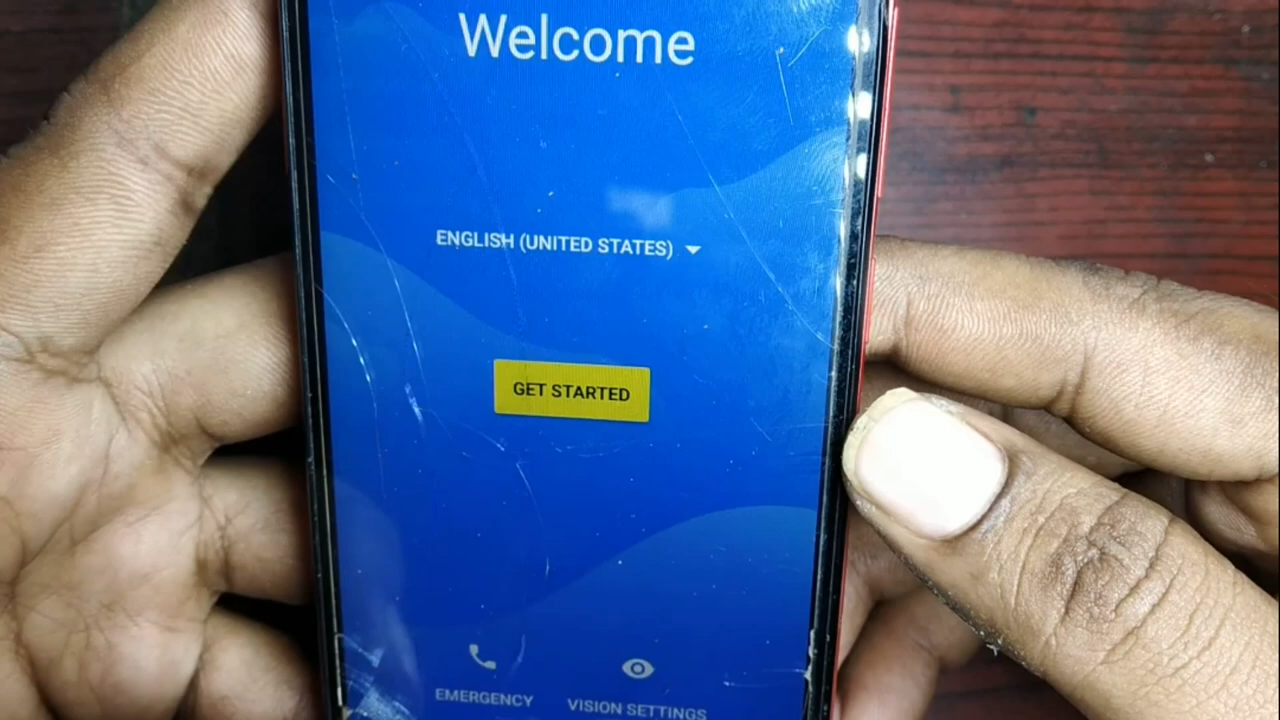 Welcome
ENGLISH (UNITED STATES)
GET STARTED
EMERGENCY
VISION SETTINGS